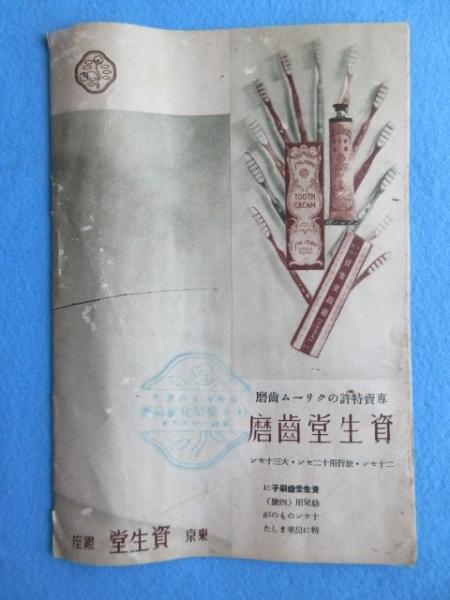 SHISEIDO
TOOTH
CREAM
SHISEIDO
專賣特許のクリーム齒磨
資生堂齒磨
二十セン・旅行用十二セン・大三十セン
資生堂齒刷子に
幼兒用（四號）
十センのものが
特に出來ました
東京 資生堂 銀座